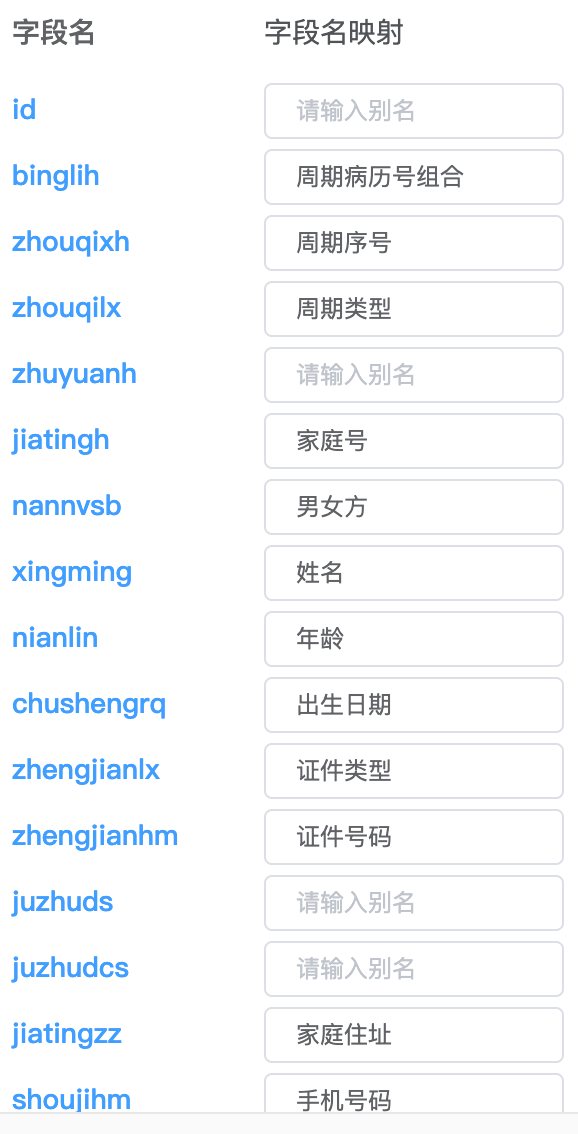 字段名 字段名映射
id 请输入别名
binglih 周期病历号组合
zhouqixh 周期序号
zhouqilx 周期类型
zhuyuanh 请输入别名
jiatingh 家庭号
nannvsb 男女方
xingming 姓名
nianlin 年龄
chushengrq 出生日期
zhengjianlx 证件类型
zhengjianhm 证件号码
juzhuds 请输入别名
juzhudcs 请输入别名
jiatingzz 家庭住址
shoujihm 手机号码